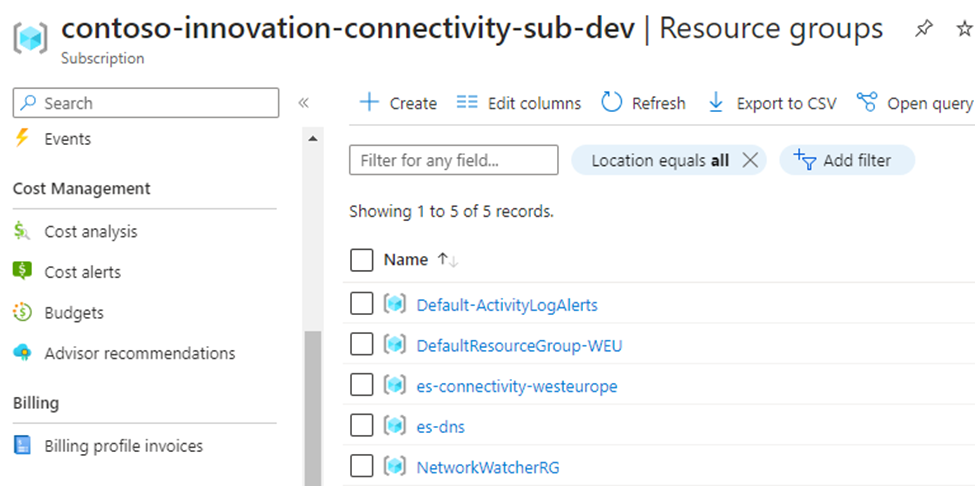 contoso-innovation-connectivity-sub-dev | Resource groups
Subscription
Search
«
Create
Edit columns
Refresh
Export to CSV
Open query
Events
Filter for any field...
Location equals all
Add filter
Cost Management
Showing 1 to 5 of 5 records.
Cost analysis
Name ↑↓
Cost alerts
Default-ActivityLogAlerts
Budgets
DefaultResourceGroup-WEU
Advisor recommendations
es-connectivity-westeurope
Billing
es-dns
Billing profile invoices
NetworkWatcherRG